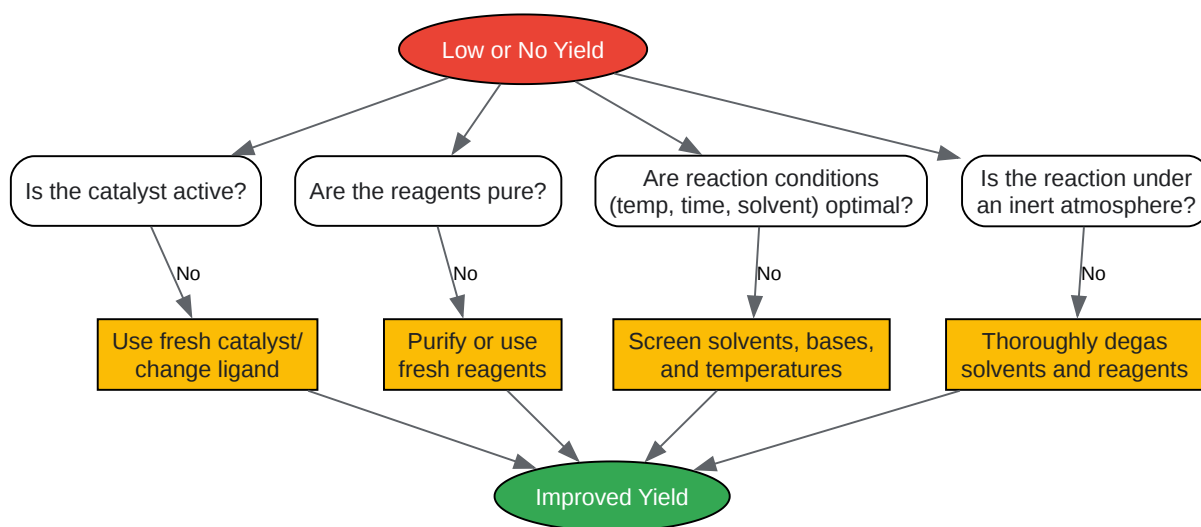 Low or No Yield
Is the catalyst active?
Are the reagents pure?
Are reaction conditions
(temp, time, solvent) optimal?
Is the reaction under
an inert atmosphere?
No
No
No
No
Use fresh catalyst/
change ligand
Purify or use
fresh reagents
Screen solvents, bases,
and temperatures
Thoroughly degas
solvents and reagents
Improved Yield